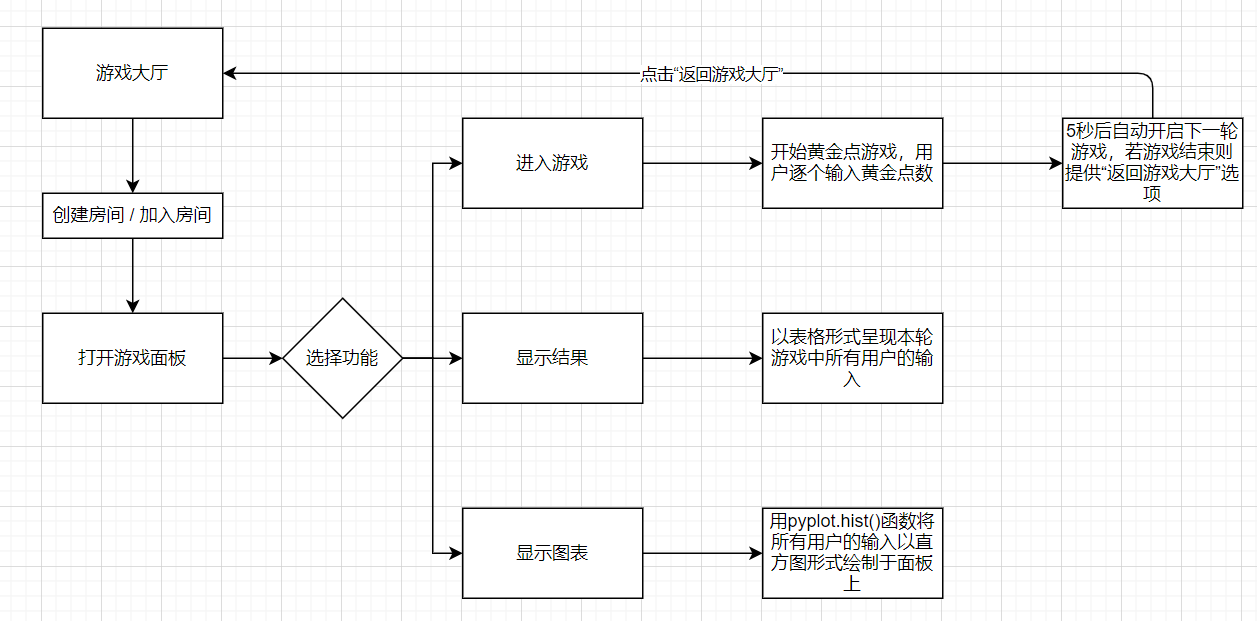 游戏大厅
点击“返回游戏大厅”
创建房间 / 加入房间
打开游戏面板
选择功能
进入游戏
开始黄金点游戏，用
户逐个输入黄金点数
5秒后自动开启下一轮
游戏，若游戏结束则
提供“返回游戏大厅”选
项
显示结果
以表格形式呈现本轮
游戏中所有用户的输
入
显示图表
用pyplot.hist()函数将
所有用户的输入以直
方图形式绘制于面板
上